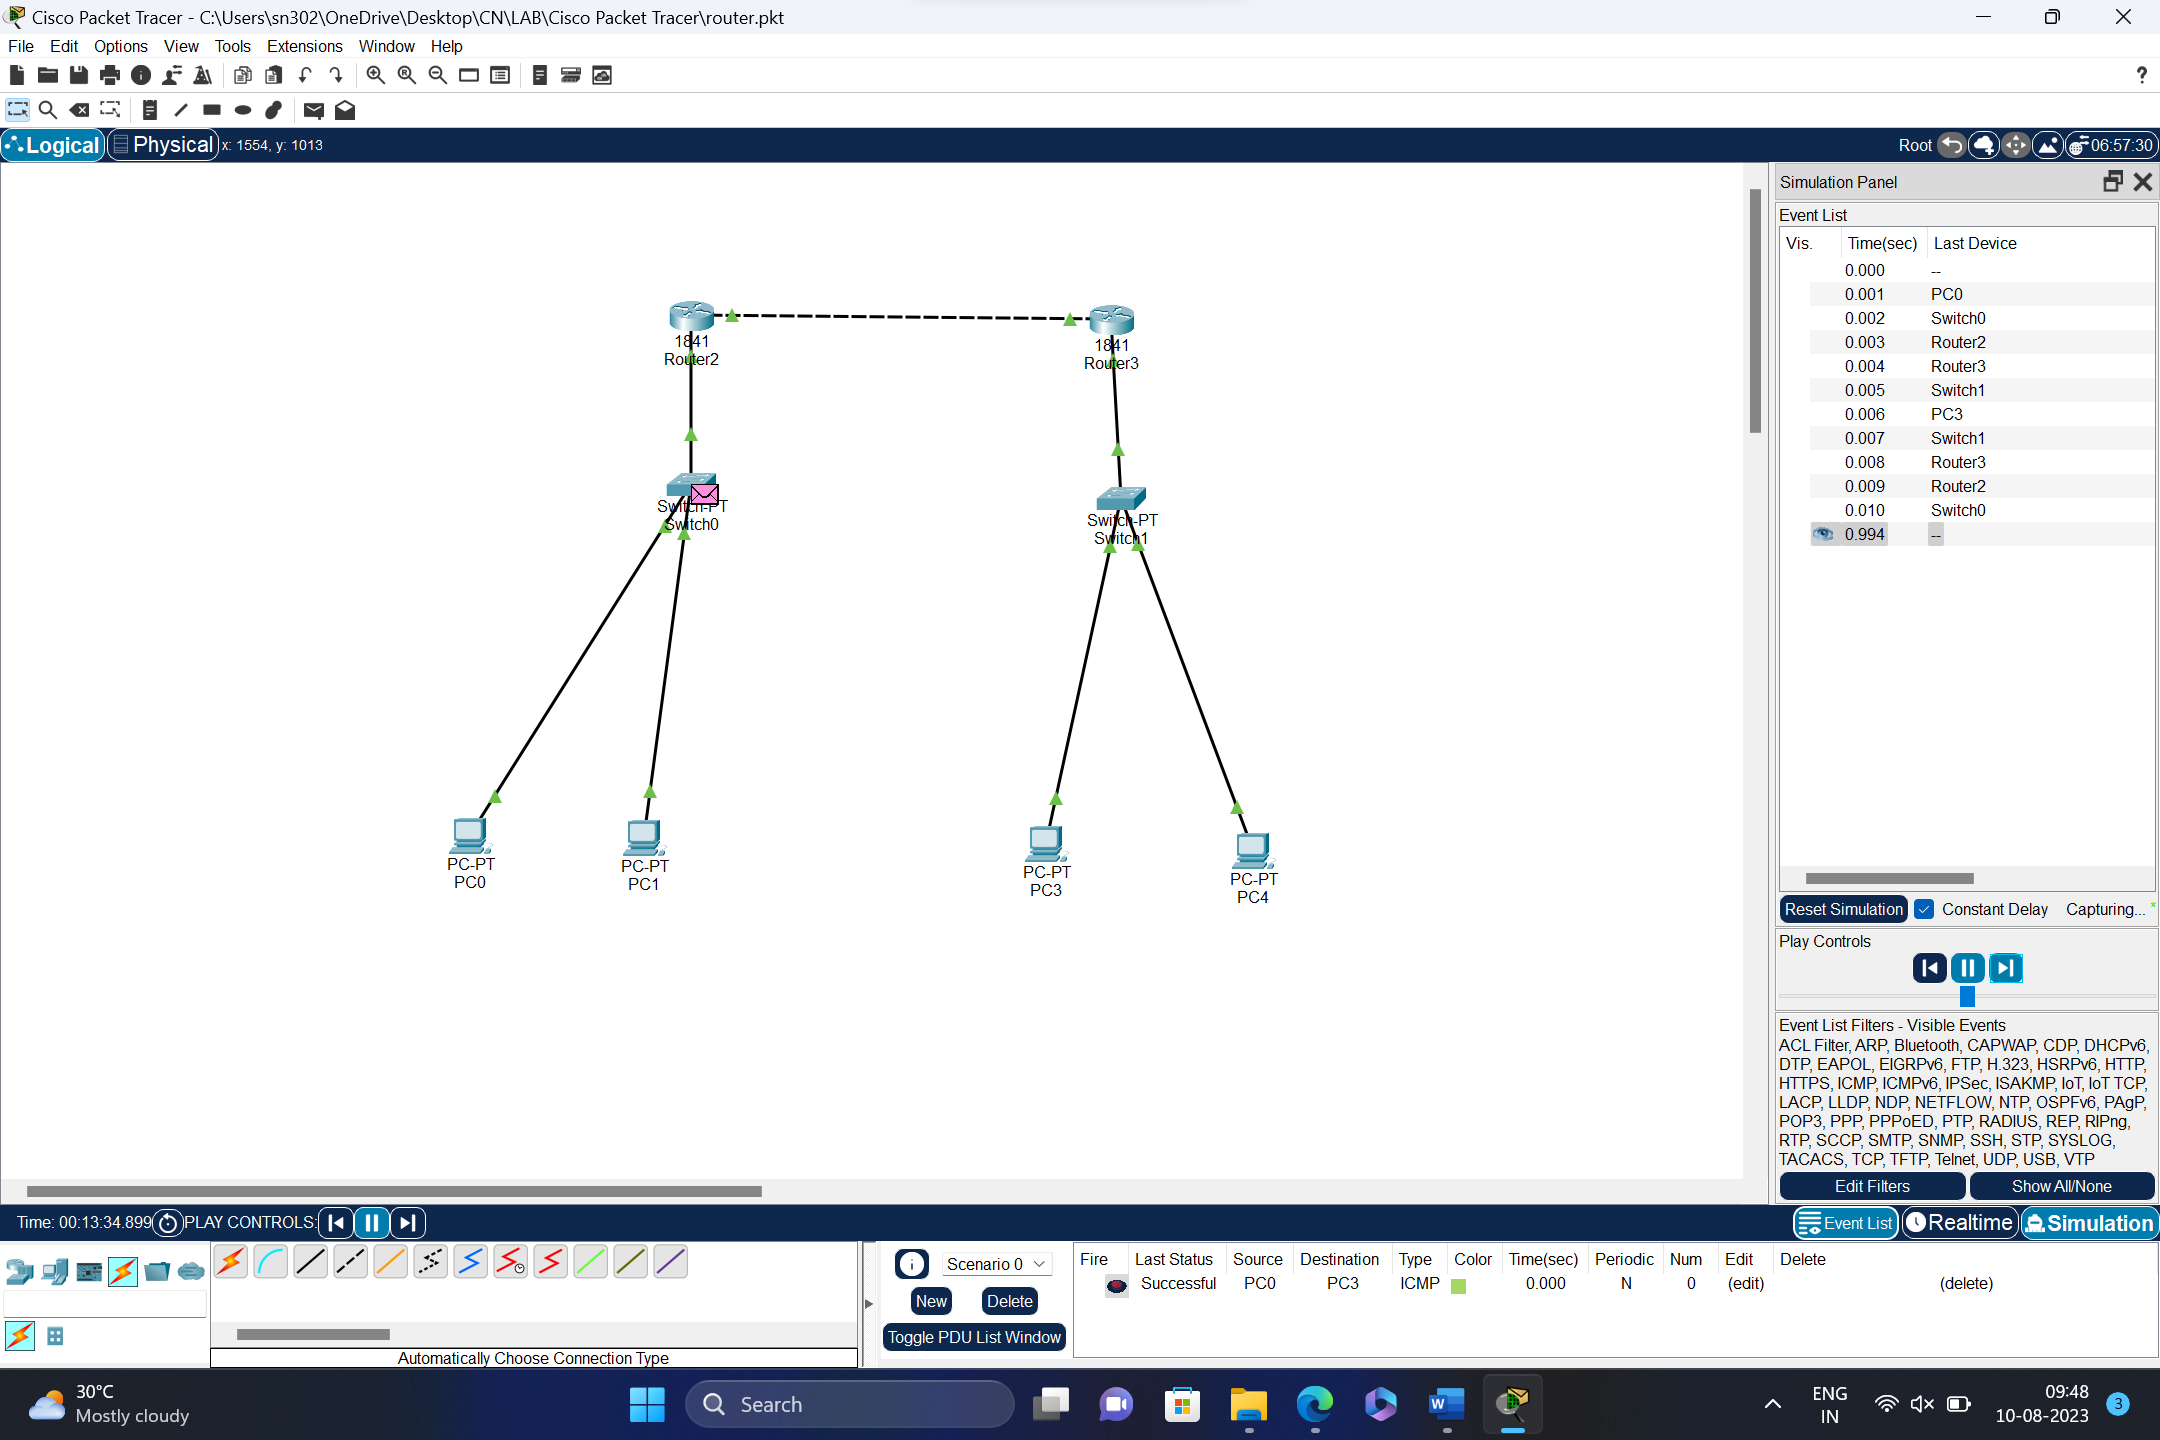 Cisco Packet Tracer - C:\Users\sn302\OneDrive\Desktop\CN\LAB\Cisco Packet Tracer\router.pkt
File Edit Options View Tools Extensions Window Help
?
Logical Physical x: 1554, y: 1013 Root 06:57:30
Simulation Panel
Event List
Vis. Time(sec) Last Device
0.000 --
0.001 PC0
0.002 Switch0
0.003 Router2
0.004 Router3
0.005 Switch1
0.006 PC3
0.007 Switch1
0.008 Router3
0.009 Router2
0.010 Switch0
0.994 --
1841
Router2
1841
Router3
Switch-PT
Switch0
Switch-PT
Switch1
PC-PT
PC0
PC-PT
PC1
PC-PT
PC3
PC-PT
PC4
Reset Simulation Constant Delay Capturing... *
Play Controls
Event List Filters - Visible Events
ACL Filter, ARP, Bluetooth, CAPWAP, CDP, DHCPv6,
DTP, EAPOL, EIGRPv6, FTP, H.323, HSRPv6, HTTP,
HTTPS, ICMP, ICMPv6, IPSec, ISAKMP, IoT, IoT TCP,
LACP, LLDP, NDP, NETFLOW, NTP, OSPFv6, PAgP,
POP3, PPP, PPPoED, PTP, RADIUS, REP, RIPng,
RTP, SCCP, SMTP, SNMP, SSH, STP, SYSLOG,
TACACS, TCP, TFTP, Telnet, UDP, USB, VTP
Edit Filters Show All/None
Time: 00:13:34.899 PLAY CONTROLS: Event List Realtime Simulation
Scenario 0
New Delete
Toggle PDU List Window
Fire Last Status Source Destination Type Color Time(sec) Periodic Num Edit Delete
Successful PC0 PC3 ICMP 0.000 N 0 (edit) (delete)
Automatically Choose Connection Type
30°C
Mostly cloudy
Search
ENG
IN
09:48
10-08-2023
3